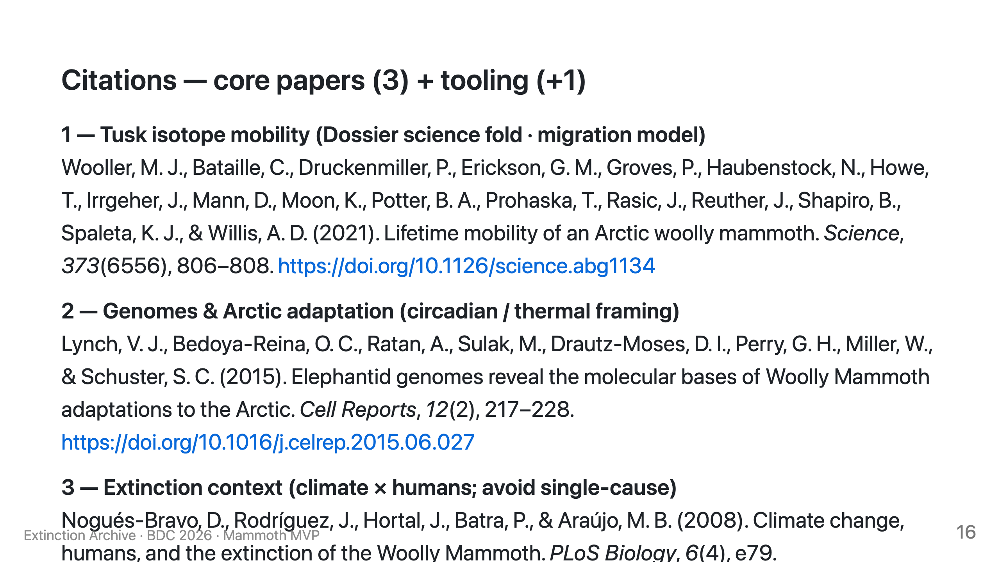 Citations — core papers (3) + tooling (+1)
1 — Tusk isotope mobility (Dossier science fold · migration model)
Wooller, M. J., Bataille, C., Druckenmiller, P., Erickson, G. M., Groves, P., Haubenstock, N., Howe,
T., Irrgeher, J., Mann, D., Moon, K., Potter, B. A., Prohaska, T., Rasic, J., Reuther, J., Shapiro, B.,
Spaleta, K. J., & Willis, A. D. (2021). Lifetime mobility of an Arctic woolly mammoth. Science,
373(6556), 806–808. https://doi.org/10.1126/science.abg1134
2 — Genomes & Arctic adaptation (circadian / thermal framing)
Lynch, V. J., Bedoya-Reina, O. C., Ratan, A., Sulak, M., Drautz-Moses, D. I., Perry, G. H., Miller, W.,
& Schuster, S. C. (2015). Elephantid genomes reveal the molecular bases of Woolly Mammoth
adaptations to the Arctic. Cell Reports, 12(2), 217–228.
https://doi.org/10.1016/j.celrep.2015.06.027
3 — Extinction context (climate × humans; avoid single-cause)
Nogués-Bravo, D., Rodríguez, J., Hortal, J., Batra, P., & Araújo, M. B. (2008). Climate change,
Extinction Archive · BDC 2026 · Mammoth MVP
16
humans, and the extinction of the Woolly Mammoth. PLoS Biology, 6(4), e79.